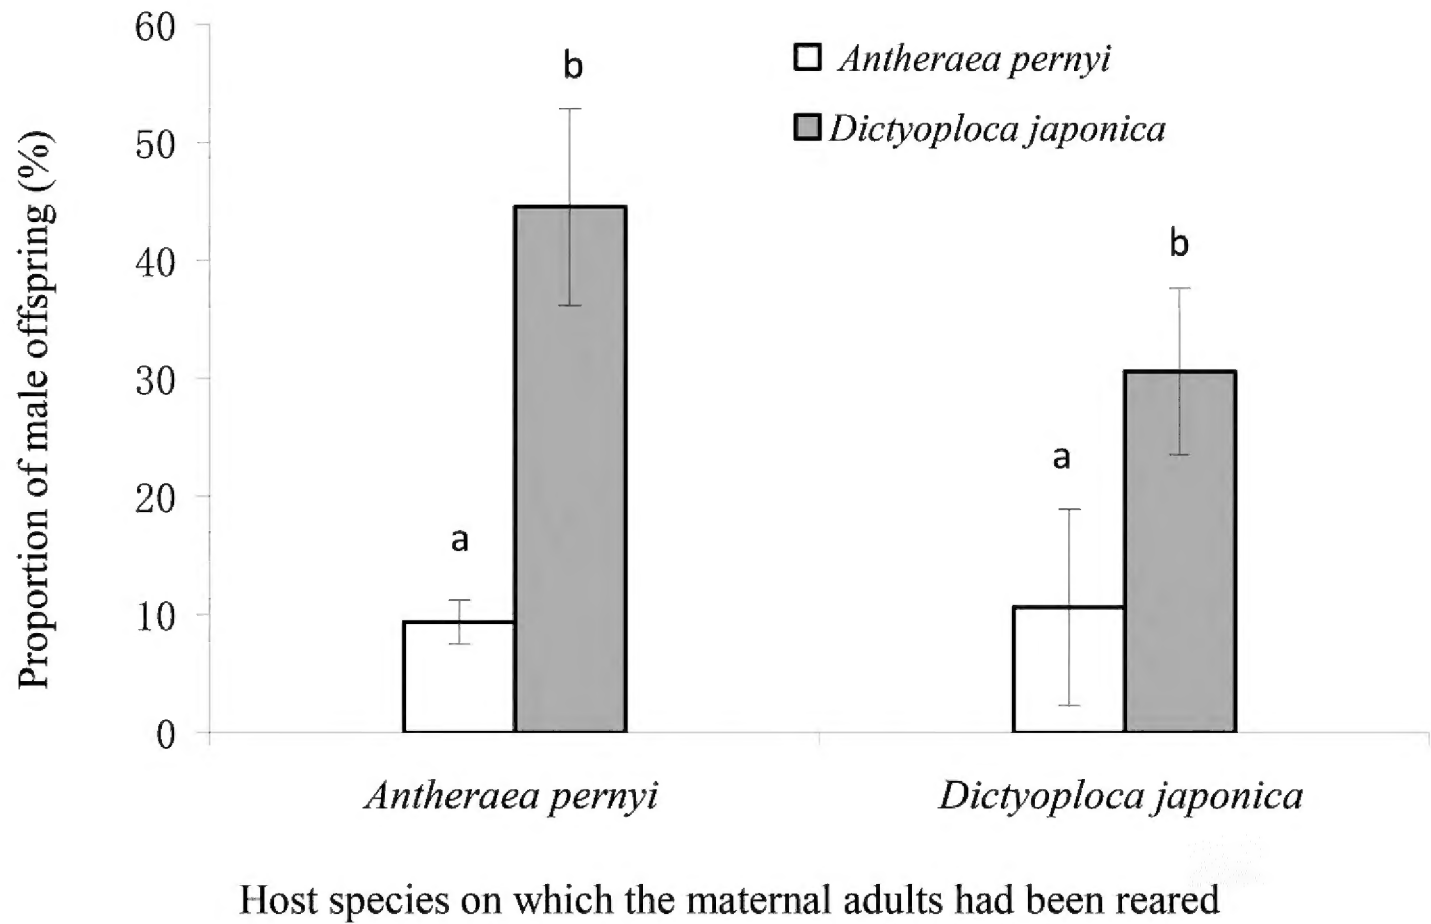 Proportion of male offspring (%)
60
50
40
30
20
10
0
a
b
a
b
Antheraea pernyi
Dictyoploca japonica
Antheraea pernyi
Dictyoploca japonica
Host species on which the maternal adults had been reared